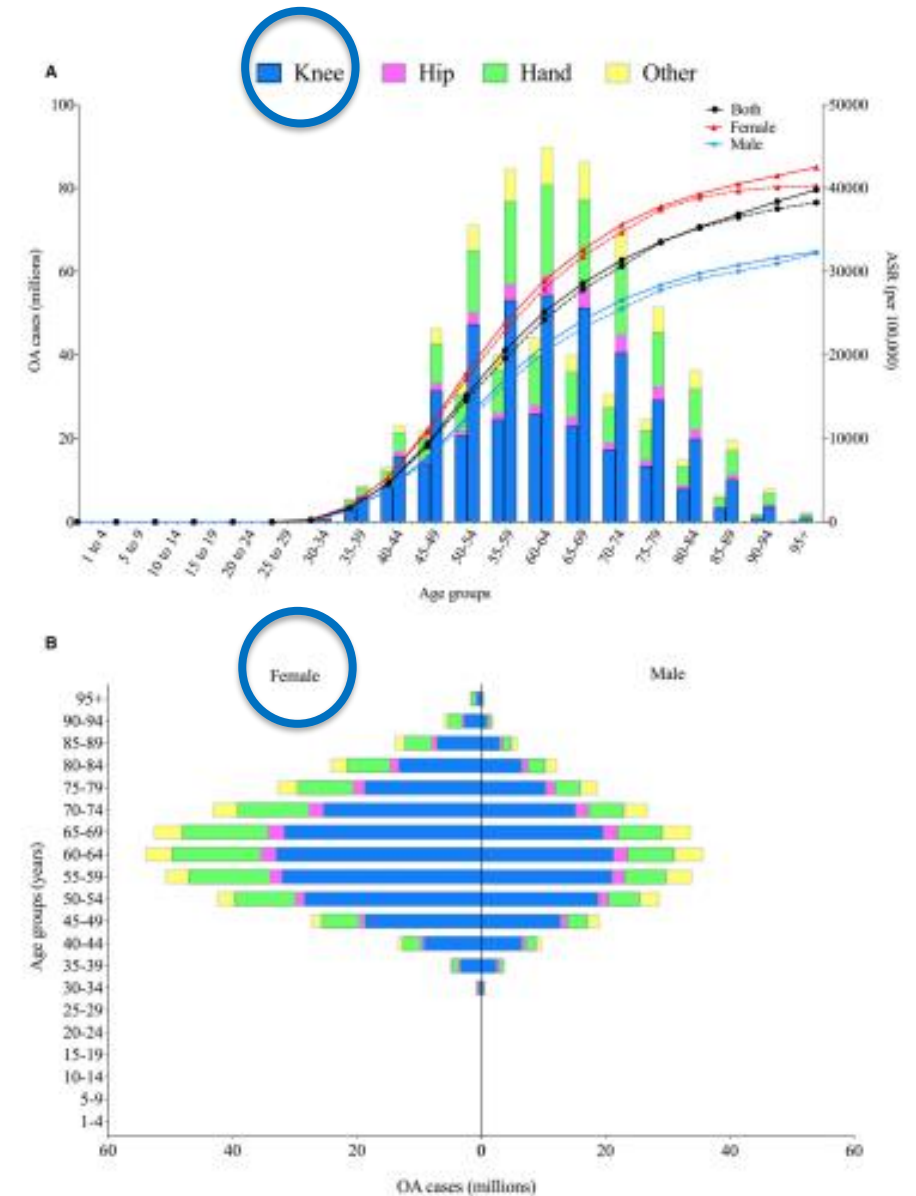 A
Knee Hip Hand Other
100
80
60
40
20
0
OA cases (millions)
Both
Female
Male
50000
40000
30000
20000
10000
0
ASR (per 100,000)
1 to 4
5 to 9
10 to 14
15 to 19
20 to 24
25 to 29
30-34
35-39
40-44
45-49
50-54
55-59
60-64
65-69
70-74
75-79
80-84
85-89
90-94
95+
Age groups
B
Female Male
Age groups (years)
95+
90-94
85-89
80-84
75-79
70-74
65-69
60-64
55-59
50-54
45-49
40-44
35-39
30-34
25-29
20-24
15-19
10-14
5-9
1-4
60 40 20 0 20 40 60
OA cases (millions)